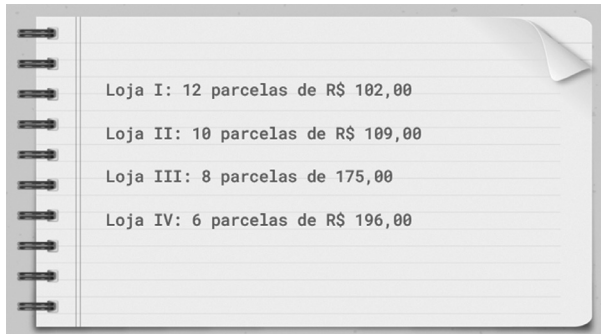 Loja I: 12 parcelas de R$ 102,00
Loja II: 10 parcelas de R$ 109,00
Loja III: 8 parcelas de 175,00
Loja IV: 6 parcelas de R$ 196,00